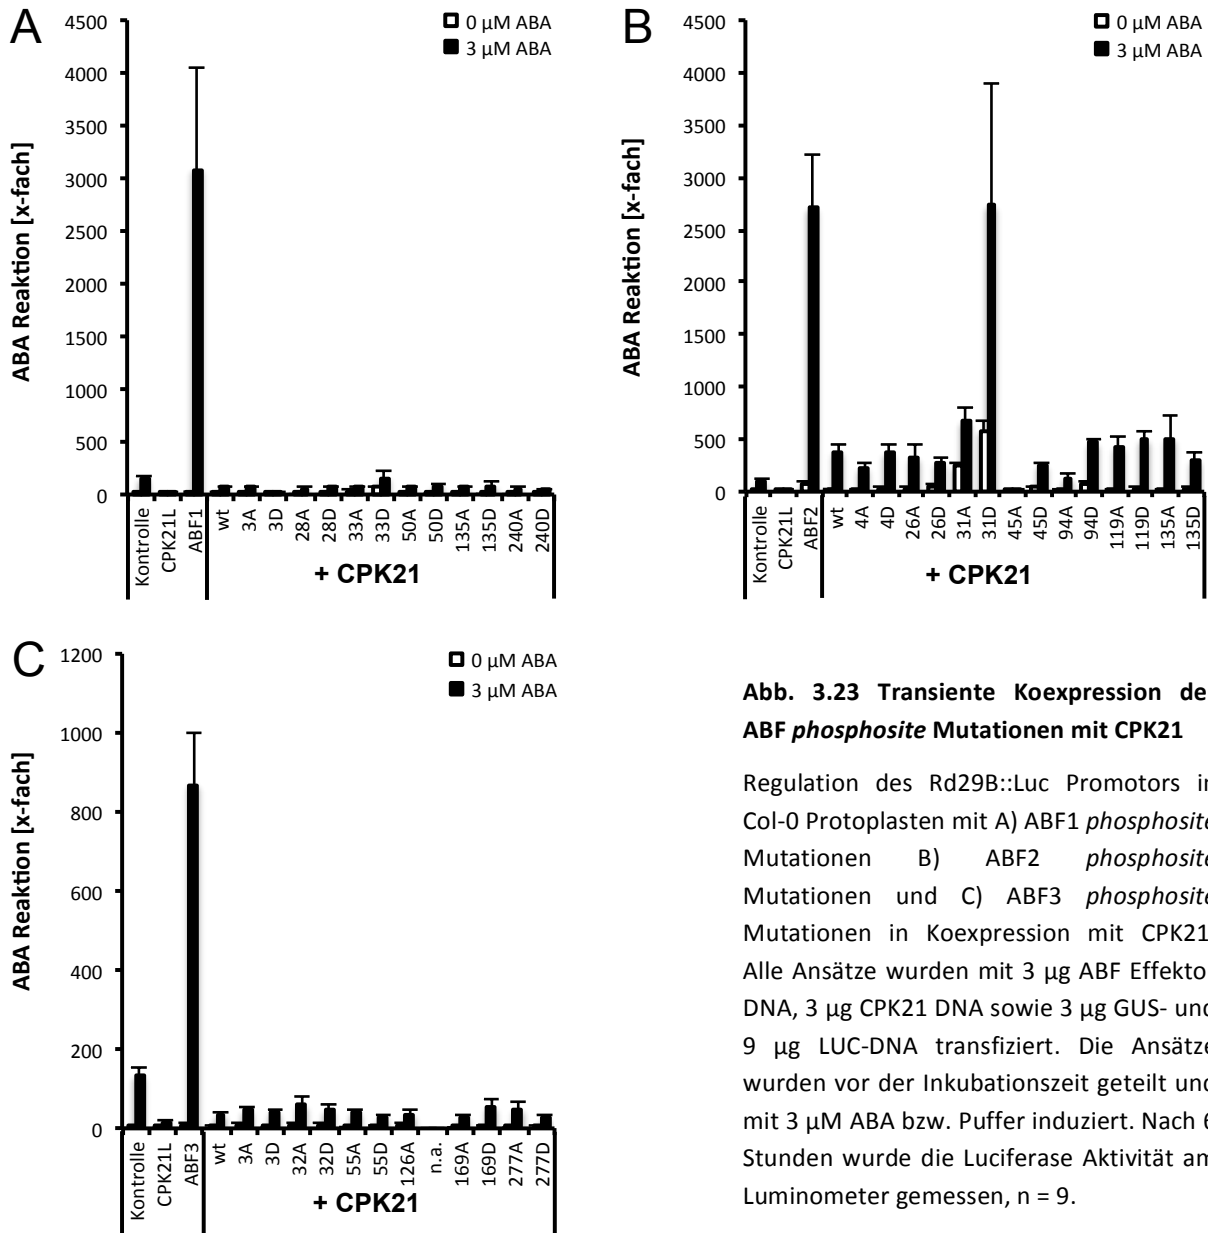 A
ABA Reaktion [x-fach]
4500
4000
3500
3000
2500
2000
1500
1000
500
0
0 µM ABA
3 µM ABA
Kontrolle
CPK21L
ABF1
wt
3A
3D
28A
28D
33A
33D
50A
50D
135A
135D
240A
240D
+ CPK21
B
ABA Reaktion [x-fach]
4500
4000
3500
3000
2500
2000
1500
1000
500
0
0 µM ABA
3 µM ABA
Kontrolle
CPK21L
ABF2
wt
4A
4D
26A
26D
31A
31D
45A
45D
94A
94D
119A
119D
135A
135D
+ CPK21
C
ABA Reaktion [x-fach]
1200
1000
800
600
400
200
0
0 µM ABA
3 µM ABA
Kontrolle
CPK21L
ABF3
wt
3A
3D
32A
32D
55A
55D
126A
n.a.
169A
169D
277A
277D
+ CPK21
Abb. 3.23 Transiente Koexpression de
ABF phosphosite Mutationen mit CPK21
Regulation des Rd29B::Luc Promotors in
Col-0 Protoplasten mit A) ABF1 phosphosite
Mutationen B) ABF2 phosphosite
Mutationen und C) ABF3 phosphosite
Mutationen in Koexpression mit CPK21
Alle Ansätze wurden mit 3 µg ABF Effekto
DNA, 3 µg CPK21 DNA sowie 3 µg GUS- und
9 µg LUC-DNA transfiziert. Die Ansätze
wurden vor der Inkubationszeit geteilt und
mit 3 µM ABA bzw. Puffer induziert. Nach 6
Stunden wurde die Luciferase Aktivität am
Luminometer gemessen, n = 9.